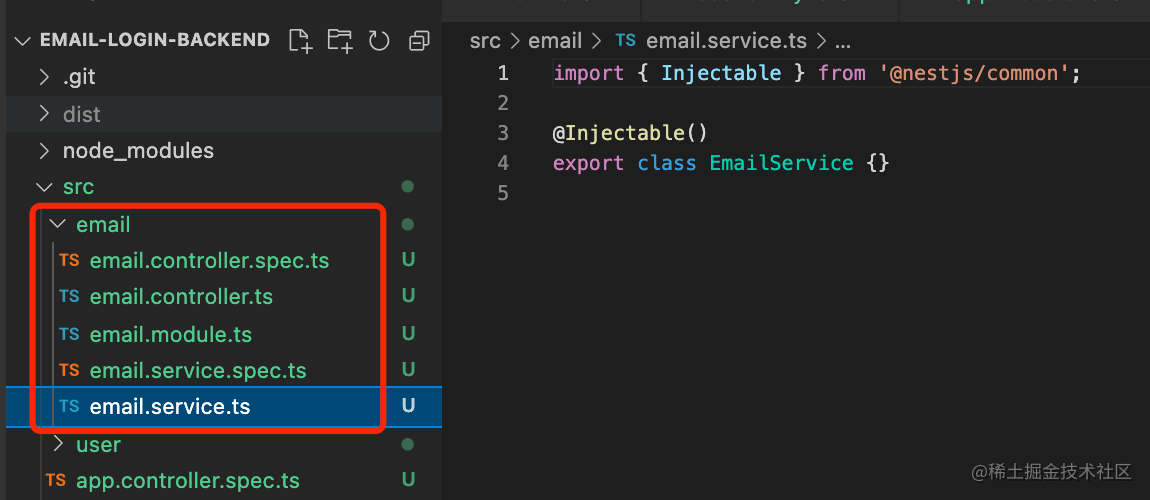 EMAIL-LOGIN-BACKEND
.git
dist
node_modules
src
email
TS email.controller.spec.ts U
TS email.controller.ts U
TS email.module.ts U
TS email.service.spec.ts U
TS email.service.ts U
user
TS app.controller.spec.ts U
src > email > TS email.service.ts > ...
1 import { Injectable } from '@nestjs/common';
2
3 @Injectable()
4 export class EmailService {}
5
@稀土掘金技术社区